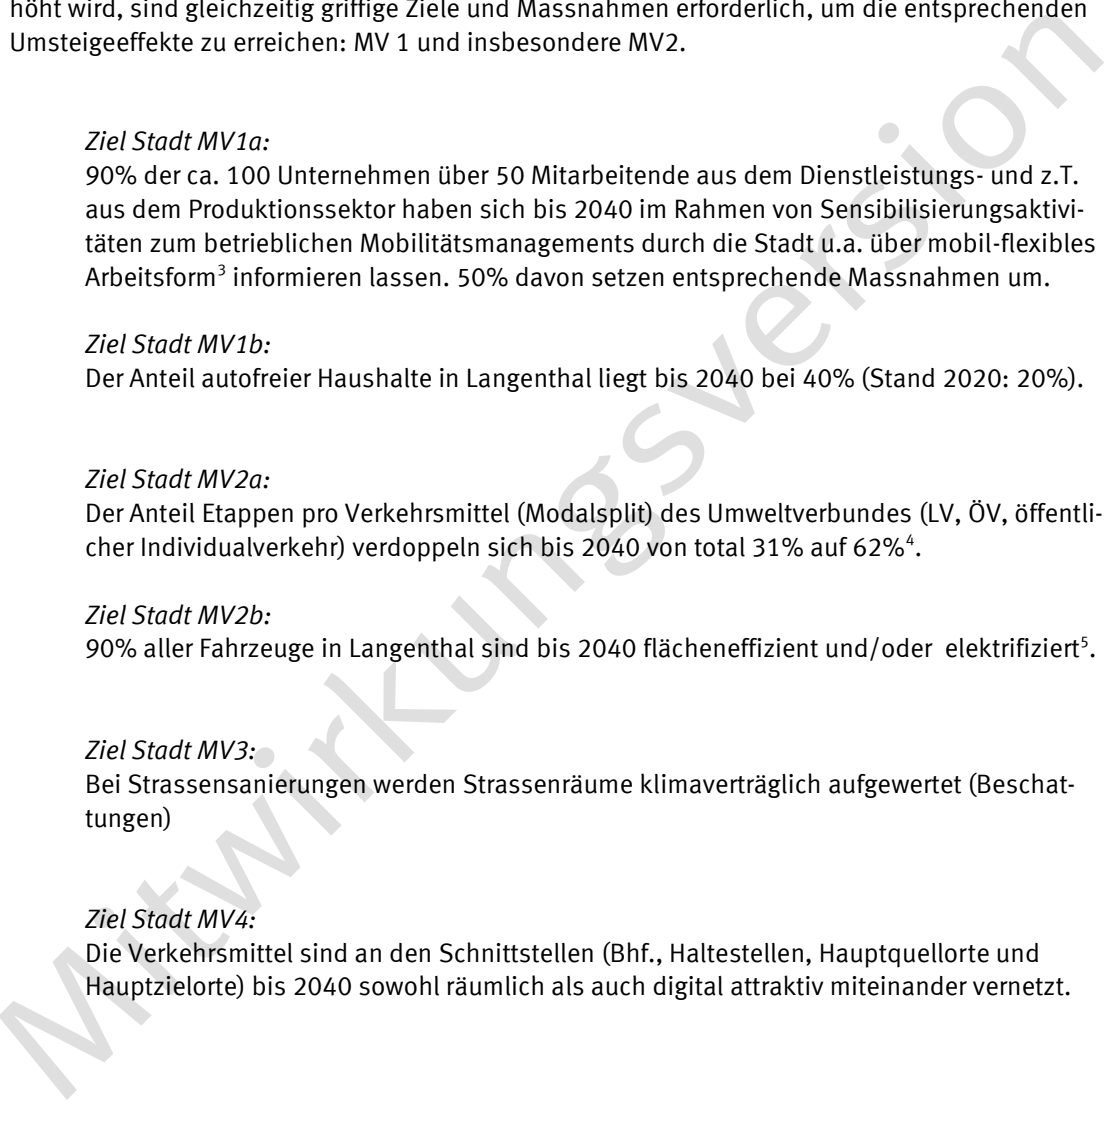 höht wird, sind gleichzeitig griffige Ziele und Massnahmen erforderlich, um die entsprechenden
Umsteigeeffekte zu erreichen: MV 1 und insbesondere MV2.
Ziel Stadt MV1a:
90% der ca. 100 Unternehmen über 50 Mitarbeitende aus dem Dienstleistungs- und z.T.
aus dem Produktionssektor haben sich bis 2040 im Rahmen von Sensibilisierungsaktivi-
täten zum betrieblichen Mobilitätsmanagements durch die Stadt u.a. über mobil-flexibles
Arbeitsform³ informieren lassen. 50% davon setzen entsprechende Massnahmen um.
Ziel Stadt MV1b:
Der Anteil autofreier Haushalte in Langenthal liegt bis 2040 bei 40% (Stand 2020: 20%).
Ziel Stadt MV2a:
Der Anteil Etappen pro Verkehrsmittel (Modalsplit) des Umweltverbundes (LV, ÖV, öffentli-
cher Individualverkehr) verdoppeln sich bis 2040 von total 31% auf 62%⁴.
Ziel Stadt MV2b:
90% aller Fahrzeuge in Langenthal sind bis 2040 flächeneffizient und/oder  elektrifiziert⁵.
Ziel Stadt MV3:
Bei Strassensanierungen werden Strassenräume klimaverträglich aufgewertet (Beschat-
tungen)
Ziel Stadt MV4:
Die Verkehrsmittel sind an den Schnittstellen (Bhf., Haltestellen, Hauptquellorte und
Hauptzielorte) bis 2040 sowohl räumlich als auch digital attraktiv miteinander vernetzt.
Mitwirkungsversion